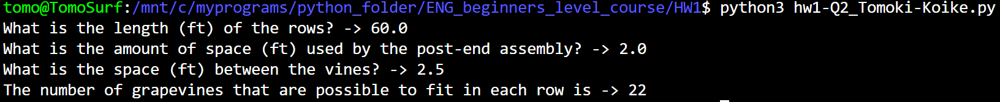 tomo@TomoSurf:/mnt/c/myprograms/python_folder/ENG_beginners_level_course/HW1$ python3 hw1-Q2_Tomoki-Koike.py
What is the length (ft) of the rows? -> 60.0
What is the amount of space (ft) used by the post-end assembly? -> 2.0
What is the space (ft) between the vines? -> 2.5
The number of grapevines that are possible to fit in each row is -> 22